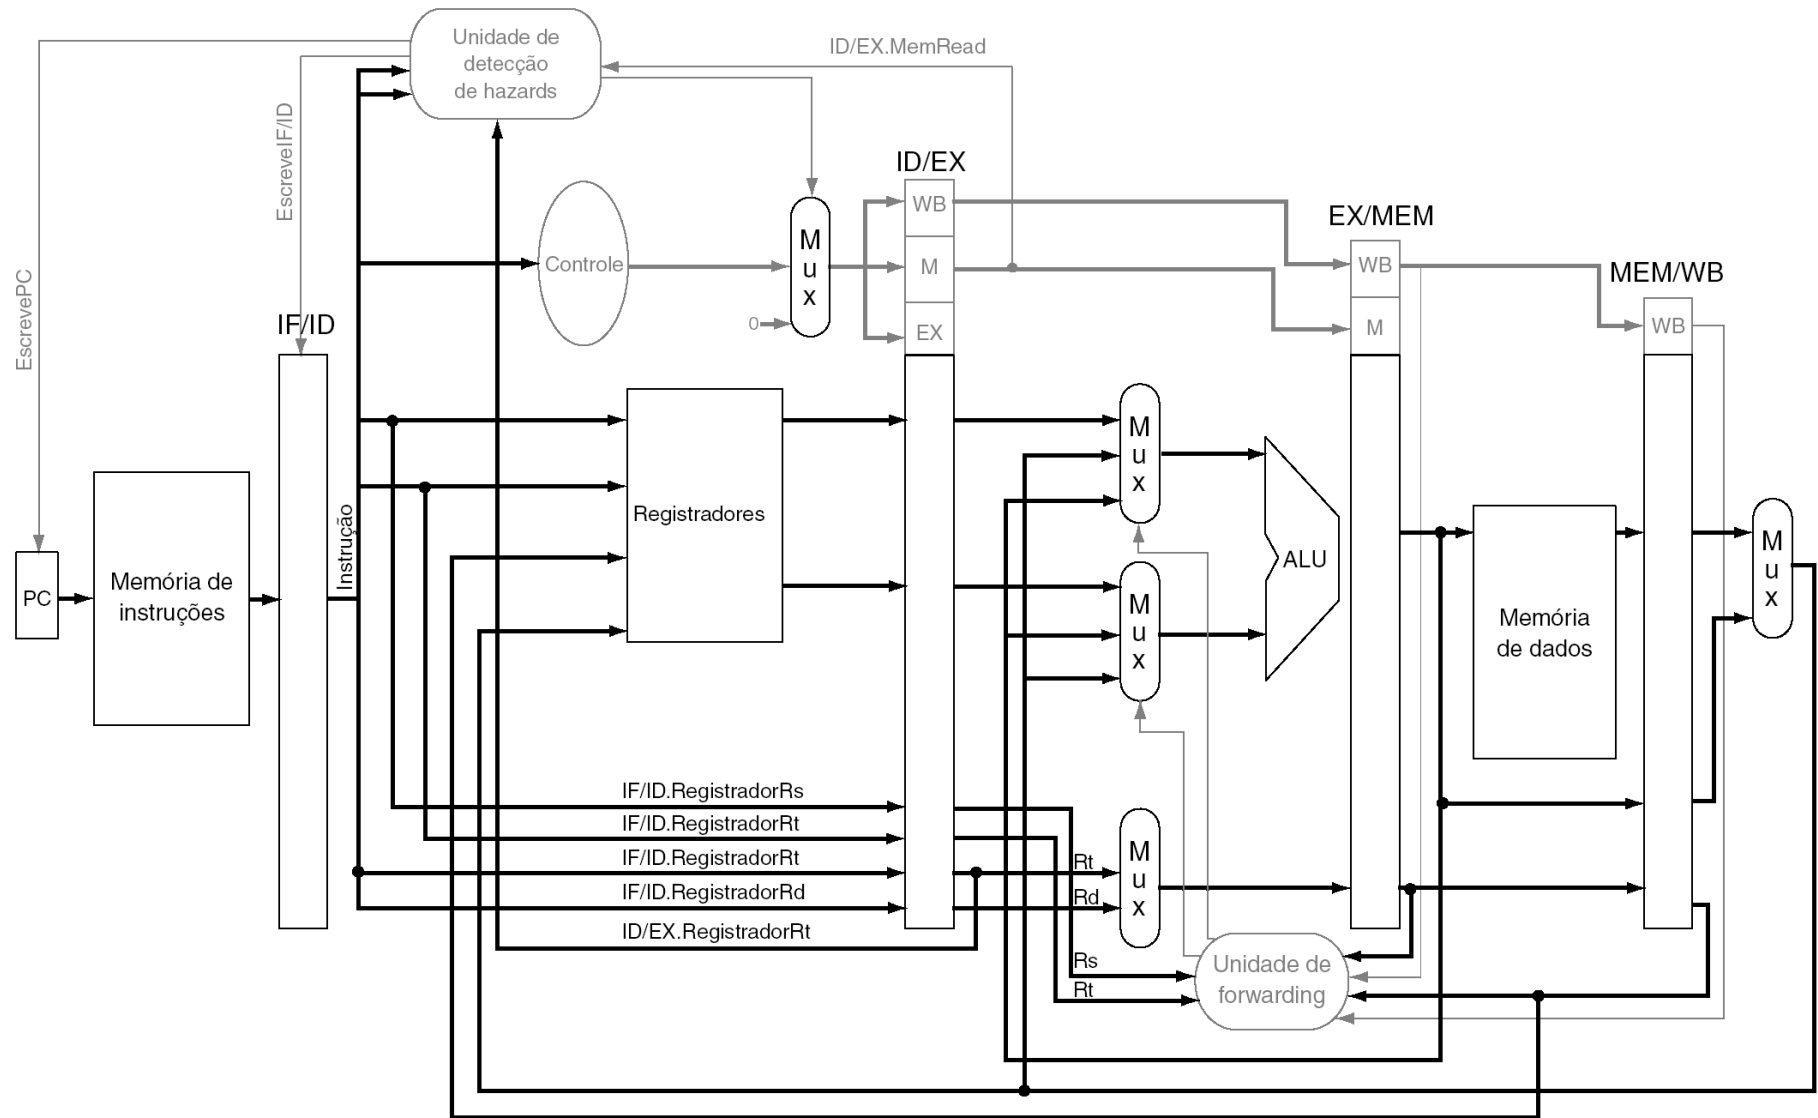 Unidade de
detecção
de hazards
ID/EX.MemRead
EscreveIF/ID
EscrevePC
ID/EX
WB
M
EX
EX/MEM
WB
M
MEM/WB
WB
Controle
0
M
u
x
IF/ID
PC
Memória de
instruções
Instrução
Registradores
M
u
x
M
u
x
ALU
Memória
de dados
M
u
x
IF/ID.RegistradorRs
IF/ID.RegistradorRt
IF/ID.RegistradorRt
IF/ID.RegistradorRd
ID/EX.RegistradorRt
Rt
Rd
M
u
x
Rs
Rt
Unidade de
forwarding